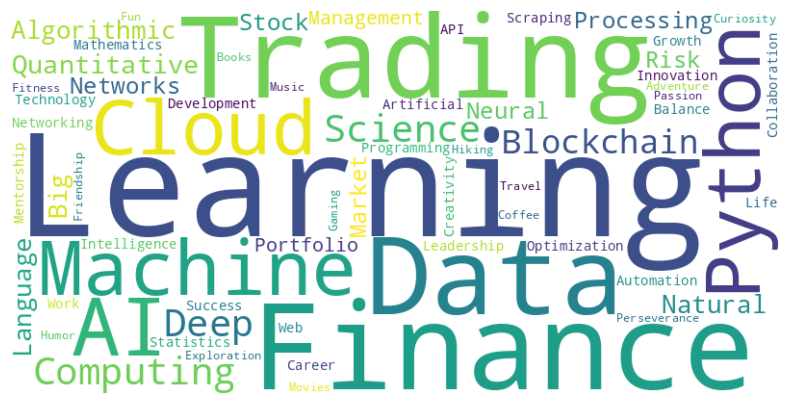 Algorithmic
Fun
Stock
Management
Scraping
Processing
Curiosity
Mathematics
Trading
API
Growth
Quantitative
Books
Risk
Collaboration
Fitness
Networks
Music
Innovation
Adventure
Python
Technology
Development
Artificial
Passion
Networking
Cloud
Science
Neural
Balance
Blockchain
Programming
Hiking
Mentorship
Big
Friendship
Learning
Gaming
Market
Creativity
Travel
Coffee
Life
Language
Intelligence
Portfolio
Leadership
Optimization
Machine
Data
Automation
Work
AI
Success
Natural
Humor
Deep
Web
Perseverance
Statistics
Exploration
Career
Finance
Computing
Movies